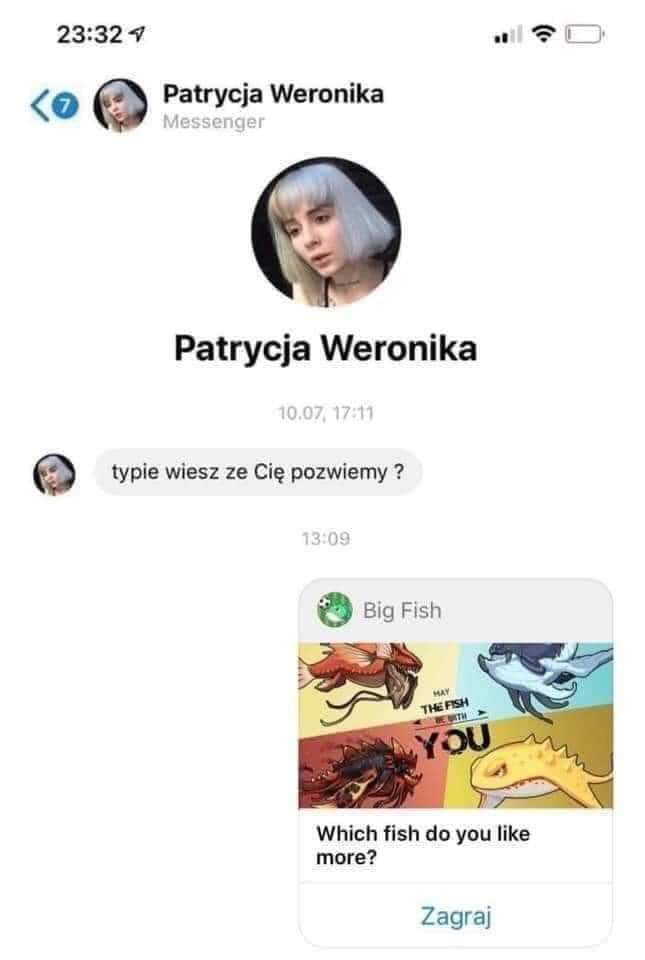 23:32
7
Patrycja Weronika
Messenger
Patrycja Weronika
10.07, 17:11
typie wiesz ze Cię pozwiemy ?
13:09
Big Fish
MAY
THE FISH
BE WITH
YOU
Which fish do you like
more?
Zagraj